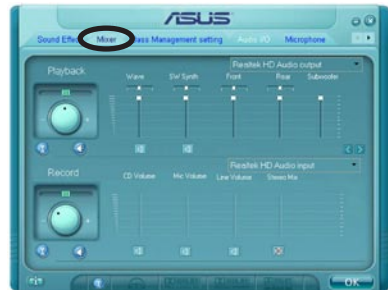 ASUS
Sound Effect Mixer Bass Management setting Audio I/O Microphone
Playback
Realtek HD Audio output
Wave SW Synth Front Rear Subwoofer
Record
Realtek HD Audio input
CD Volume Mic Volume Line Volume Stereo Mix
OK